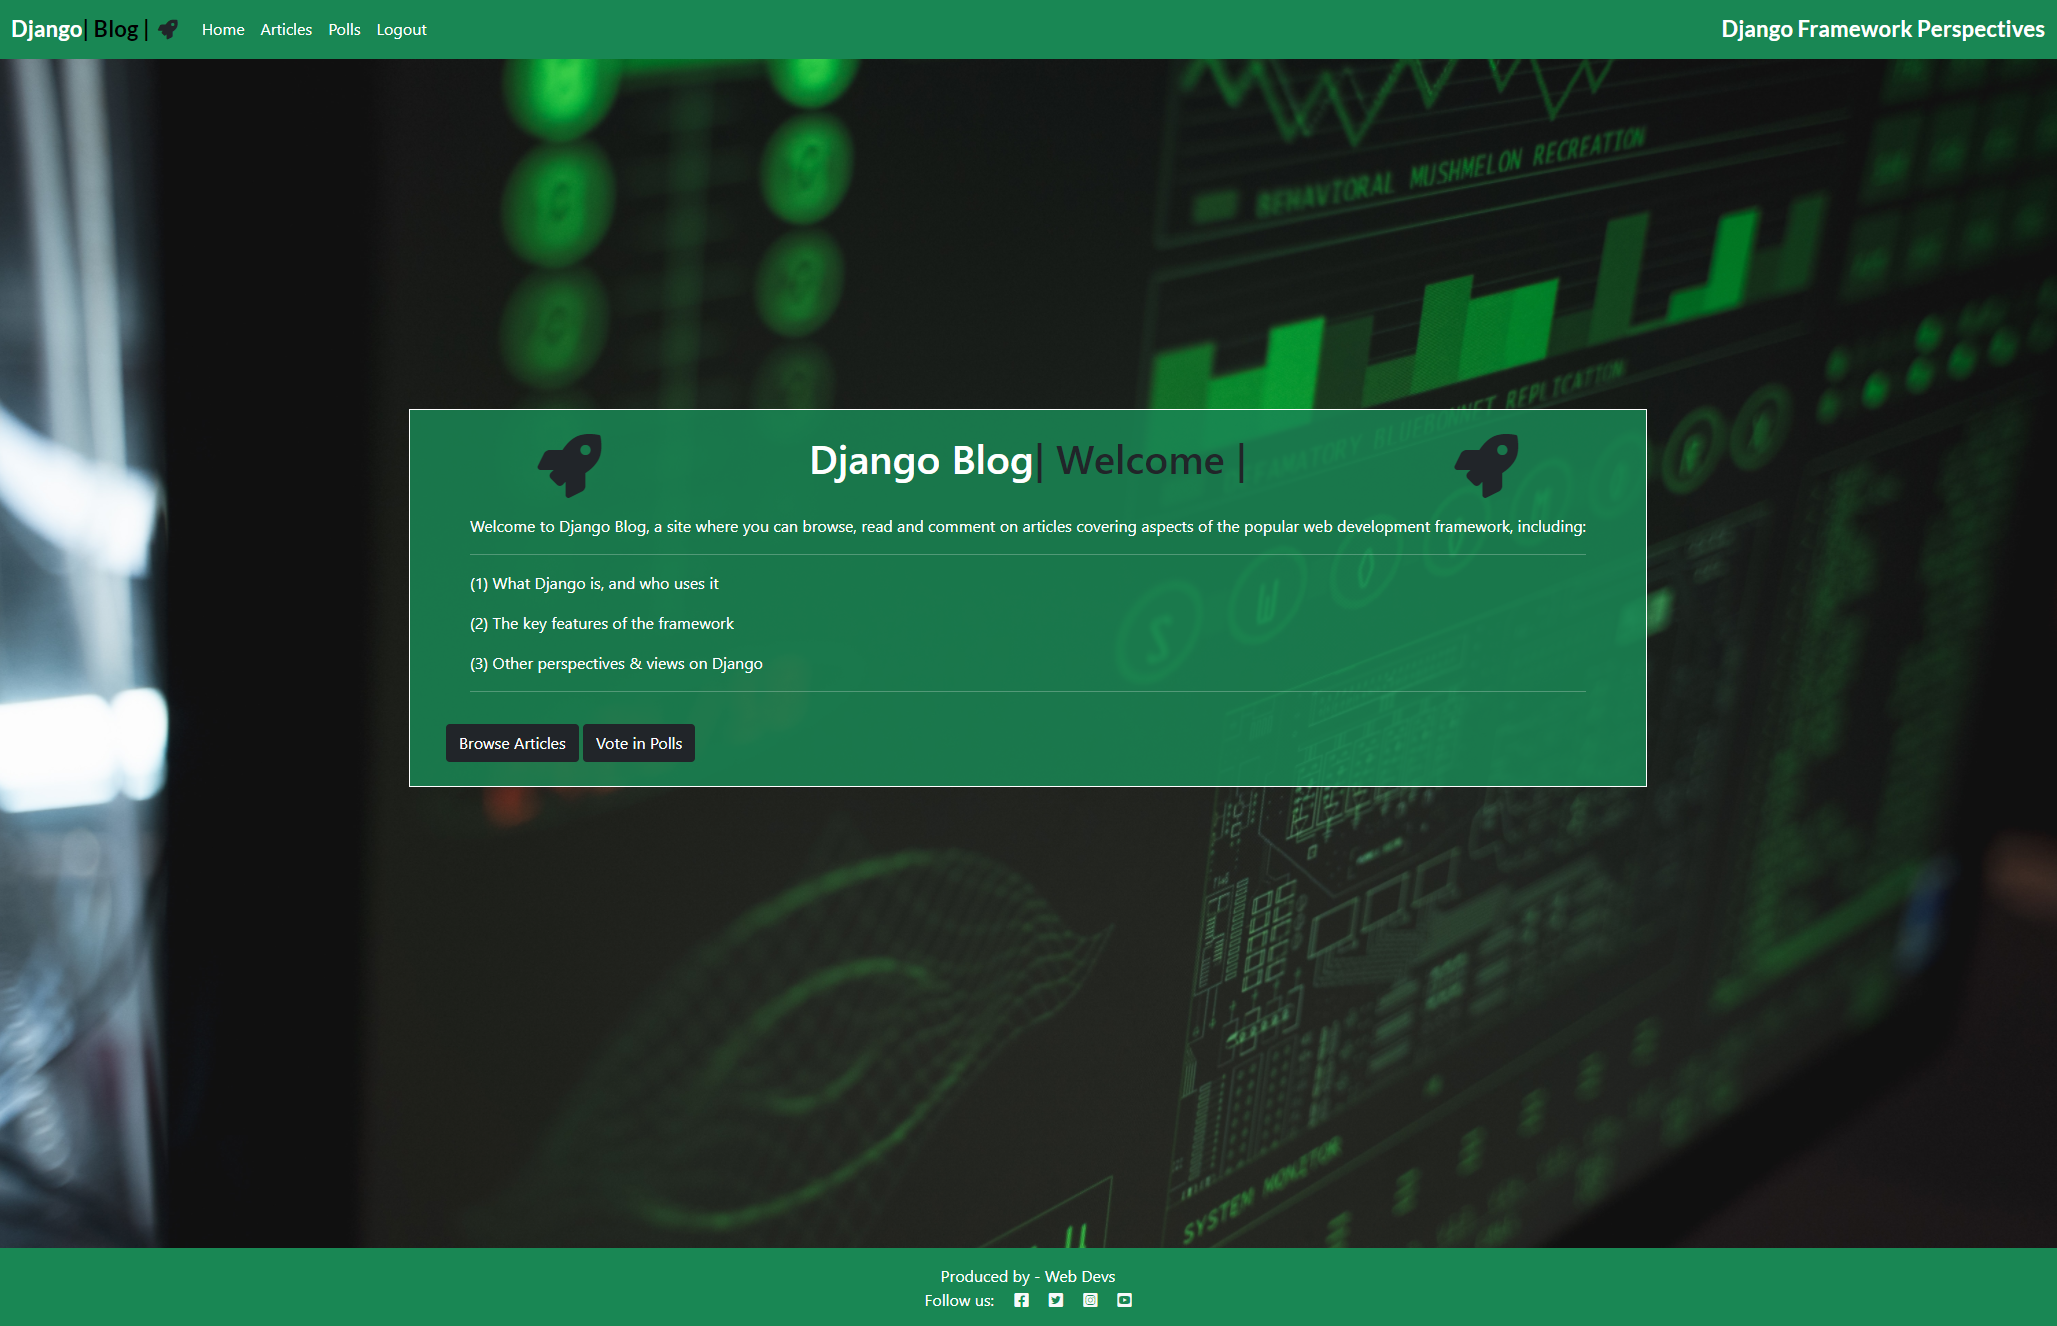 Django| Blog | Home Articles Polls Logout Django Framework Perspectives
BEHAVIORAL MUSHMELON RECREATION
BLUEBONNET REPLICATION
Django Blog| Welcome |
Welcome to Django Blog, a site where you can browse, read and comment on articles covering aspects of the popular web development framework, including:
(1) What Django is, and who uses it
(2) The key features of the framework
(3) Other perspectives & views on Django
Browse Articles Vote in Polls
SYSTEM MONITOR
Produced by - Web Devs
Follow us: